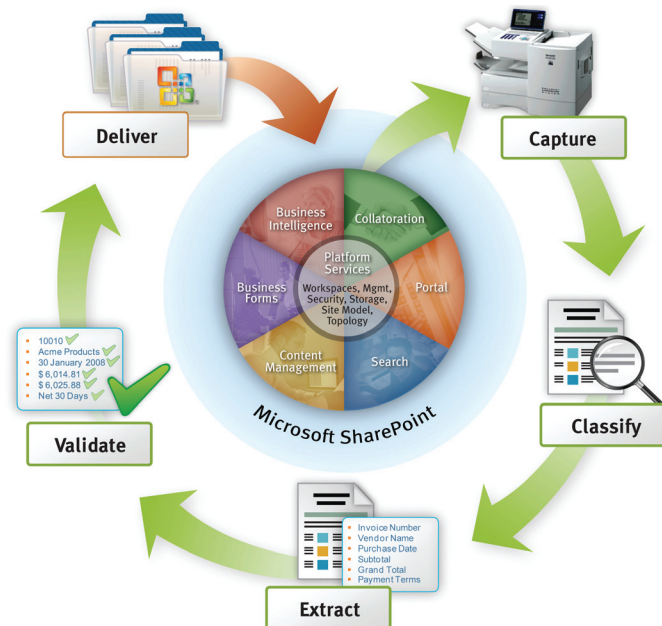 Deliver
Capture
Business
Intelligence
Collatoration
Platform
Services
Workspaces, Mgmt,
Security, Storage,
Site Model,
Topology
Business
Forms
Portal
Content
Management
Search
Microsoft SharePoint
10010
Acme Products
30 January 2008
$ 6,014.81
$ 6,025.88
Net 30 Days
Validate
Classify
Invoice Number
Vendor Name
Purchase Date
Subtotal
Grand Total
Payment Terms
Extract